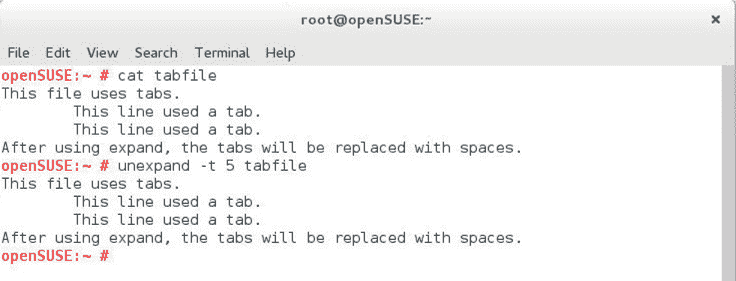 root@openSUSE:~ ×
File Edit View Search Terminal Help
openSUSE:~ # cat tabfile
This file uses tabs.
        This line used a tab.
        This line used a tab.
After using expand, the tabs will be replaced with spaces.
openSUSE:~ # unexpand -t 5 tabfile
This file uses tabs.
        This line used a tab.
        This line used a tab.
After using expand, the tabs will be replaced with spaces.
openSUSE:~ #